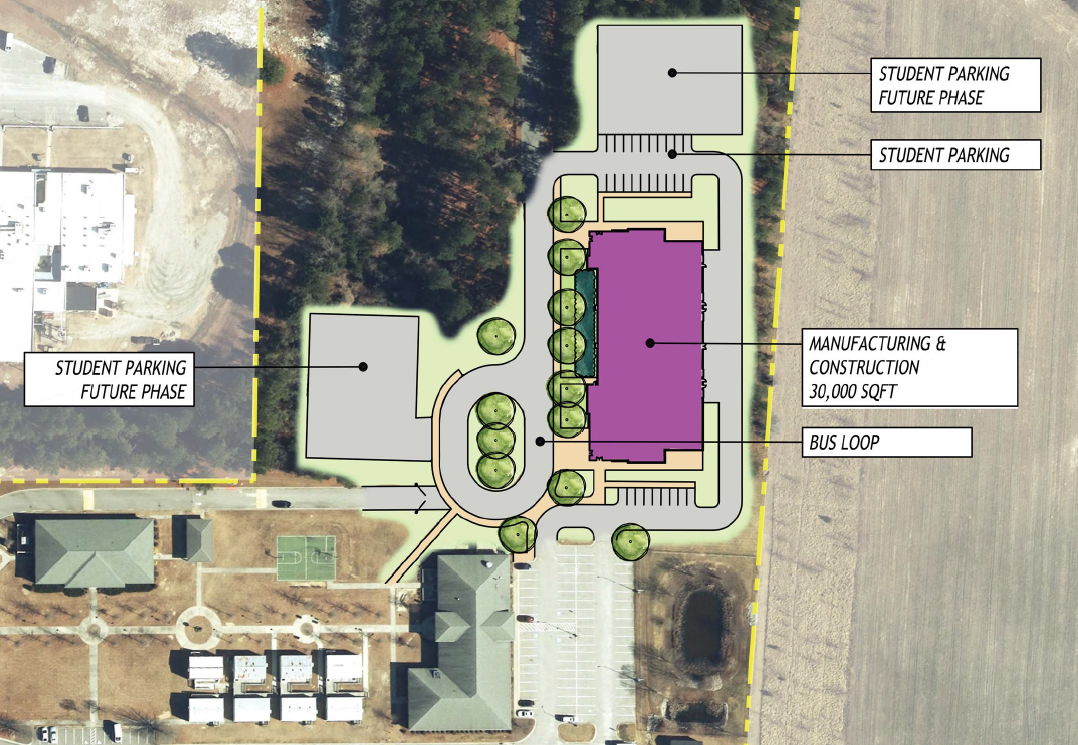 STUDENT PARKING
FUTURE PHASE
STUDENT PARKING
MANUFACTURING &
CONSTRUCTION
30,000 SQFT
STUDENT PARKING
FUTURE PHASE
BUS LOOP